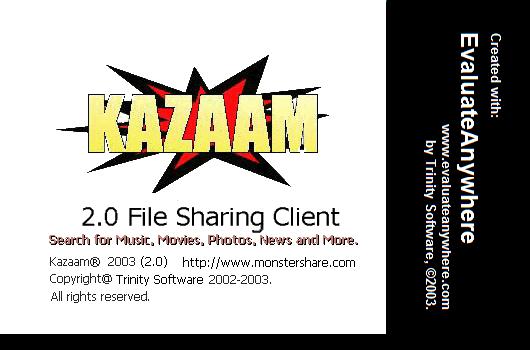 KAZAAM
2.0 File Sharing Client
Search for Music, Movies, Photos, News and More.
Kazaam® 2003 (2.0) http://www.monstershare.com
Copyright@ Trinity Software 2002-2003.
All rights reserved.
Created with:
EvaluateAnywhere
www.evaluateanywhere.com
by Trinity Software, ©2003.